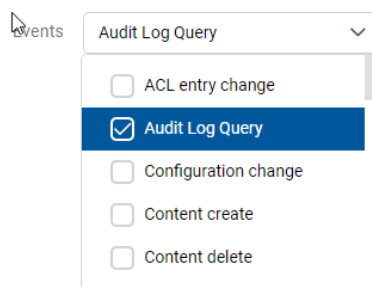 Events
Audit Log Query
ACL entry change
Audit Log Query
Configuration change
Content create
Content delete